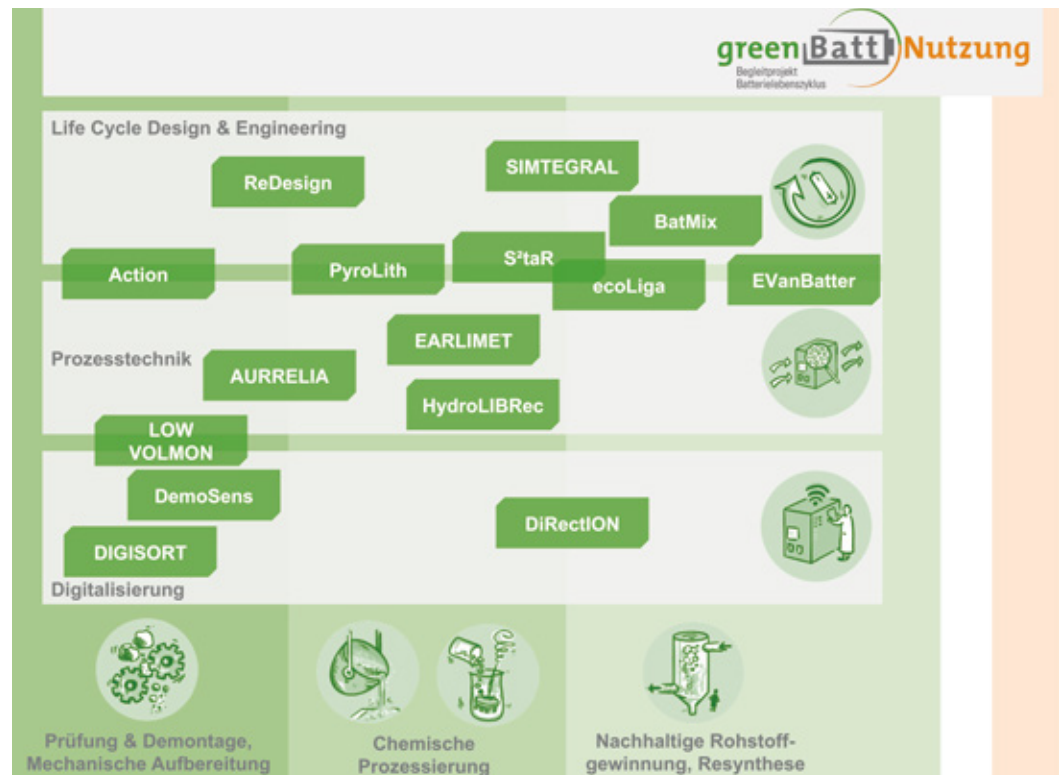 greenBattNutzung
Begleitprojekt
Batterielebenszyklus
Life Cycle Design & Engineering
ReDesign
SIMTEGRAL
BatMix
S²taR
Action
PyroLith
ecoLiga
EVanBatter
EARLIMET
Prozesstechnik
AURRELIA
HydroLIBRec
LOW
VOLMON
DemoSens
DiRectION
DIGISORT
Digitalisierung
Prüfung & Demontage,
Mechanische Aufbereitung
Chemische
Prozessierung
Nachhaltige Rohstoff-
gewinnung, Resynthese